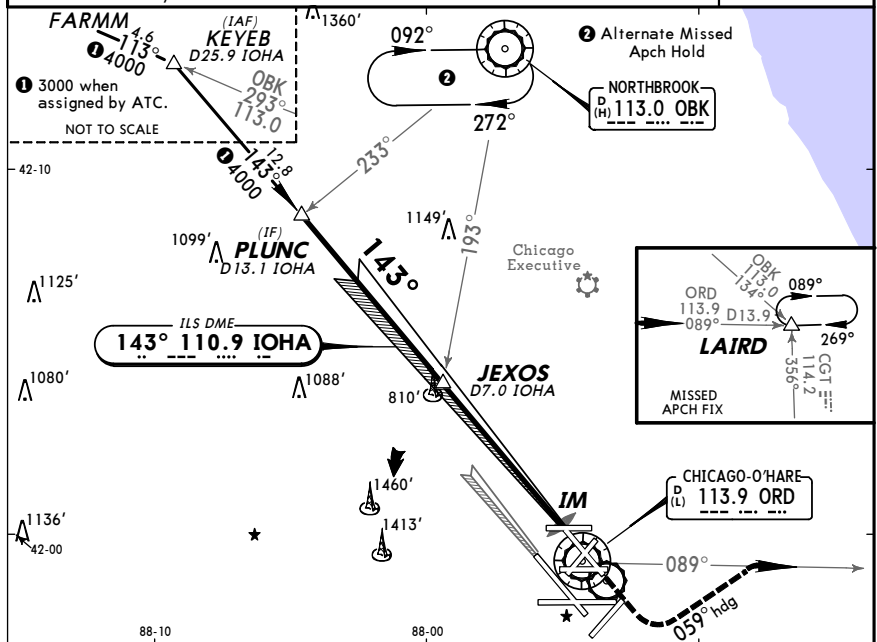 FARMM
4.6
113°
❶ 4000
(IAF)
KEYEB
D25.9 IOHA
OBK
293°
113.0
❶ 3000 when
assigned by ATC.
NOT TO SCALE
1360'
092°
❷
272°
❷ Alternate Missed
Apch Hold
NORTHBROOK
D
(H) 113.0 OBK
42-10
12.8
143°
❶ 4000
233°
193°
(IF)
PLUNC
D13.1 IOHA
1099'
1149'
143°
Chicago
Executive
1125'
ILS DME
143° 110.9 IOHA
1080'
1088'
810'
JEXOS
D7.0 IOHA
OBK
113.0
134°
089°
ORD
113.9
089°
D13.9
269°
LAIRD
CGT
114.2
356°
MISSED
APCH FIX
1460'
1413'
IM
CHICAGO-O'HARE
D
(L) 113.9 ORD
1136'
42-00
089°
059° hdg
88-10
88-00